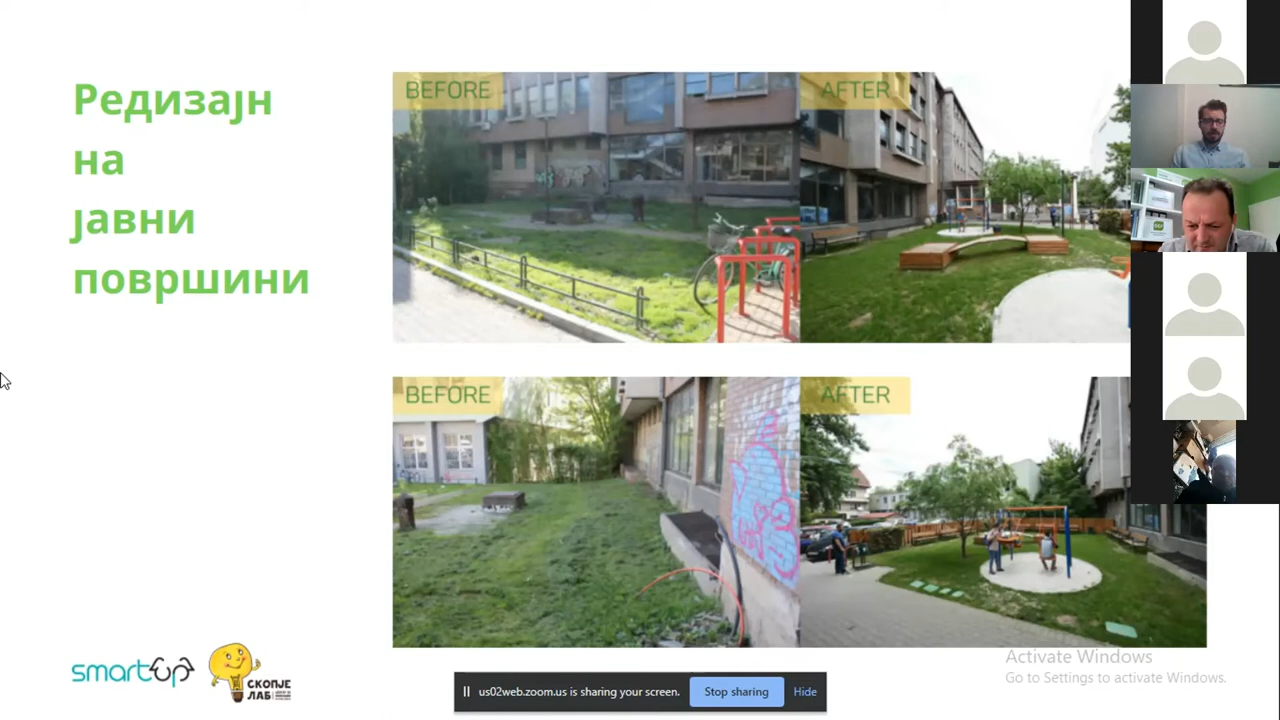 Редизајн
на
јавни
површини
BEFORE
AFTER
BEFORE
AFTER
smartup
СКОПЈЕ
ЛАБ
us02web.zoom.us is sharing your screen.
Stop sharing
Hide
Activate Windows
Go to Settings to activate Windows.